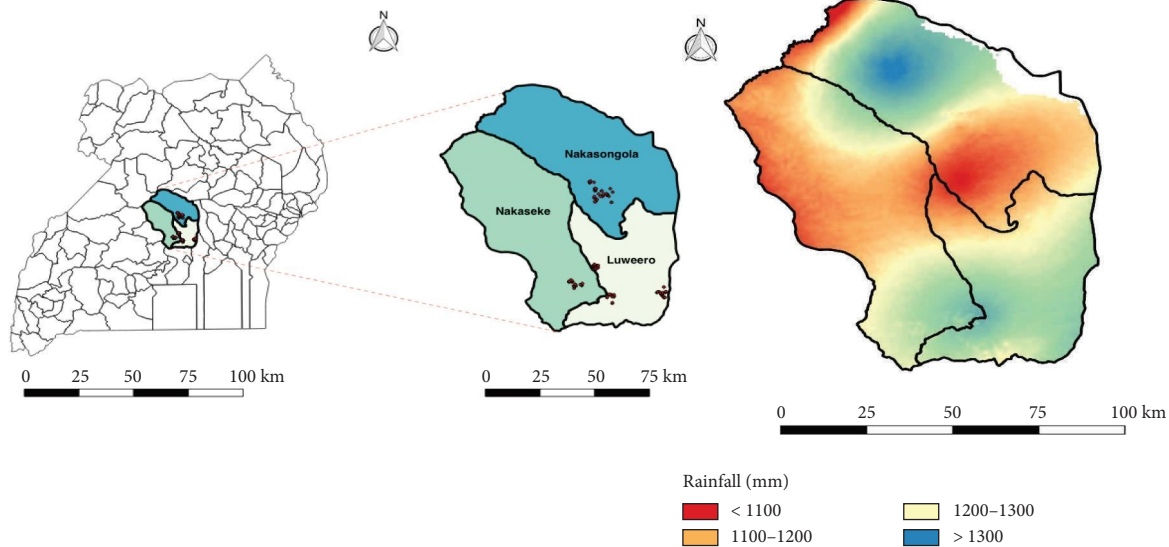 N
N
Nakasongola
Nakaseke
Luweero
0 25 50 75 100 km
0 25 50 75 km
0 25 50 75 100 km
Rainfall (mm)
< 1100
1100–1200
1200–1300
> 1300